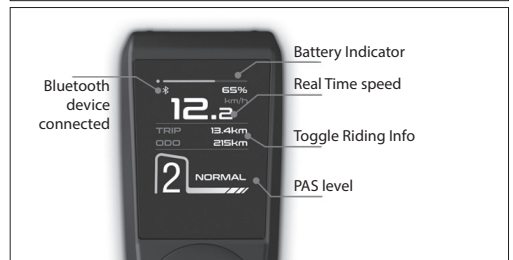 Battery Indicator
65%
Real Time speed
km/h
12.2
Bluetooth
device
connected
TRIP 13.4km
ODO 215km
Toggle Riding Info
2 NORMAL
PAS level